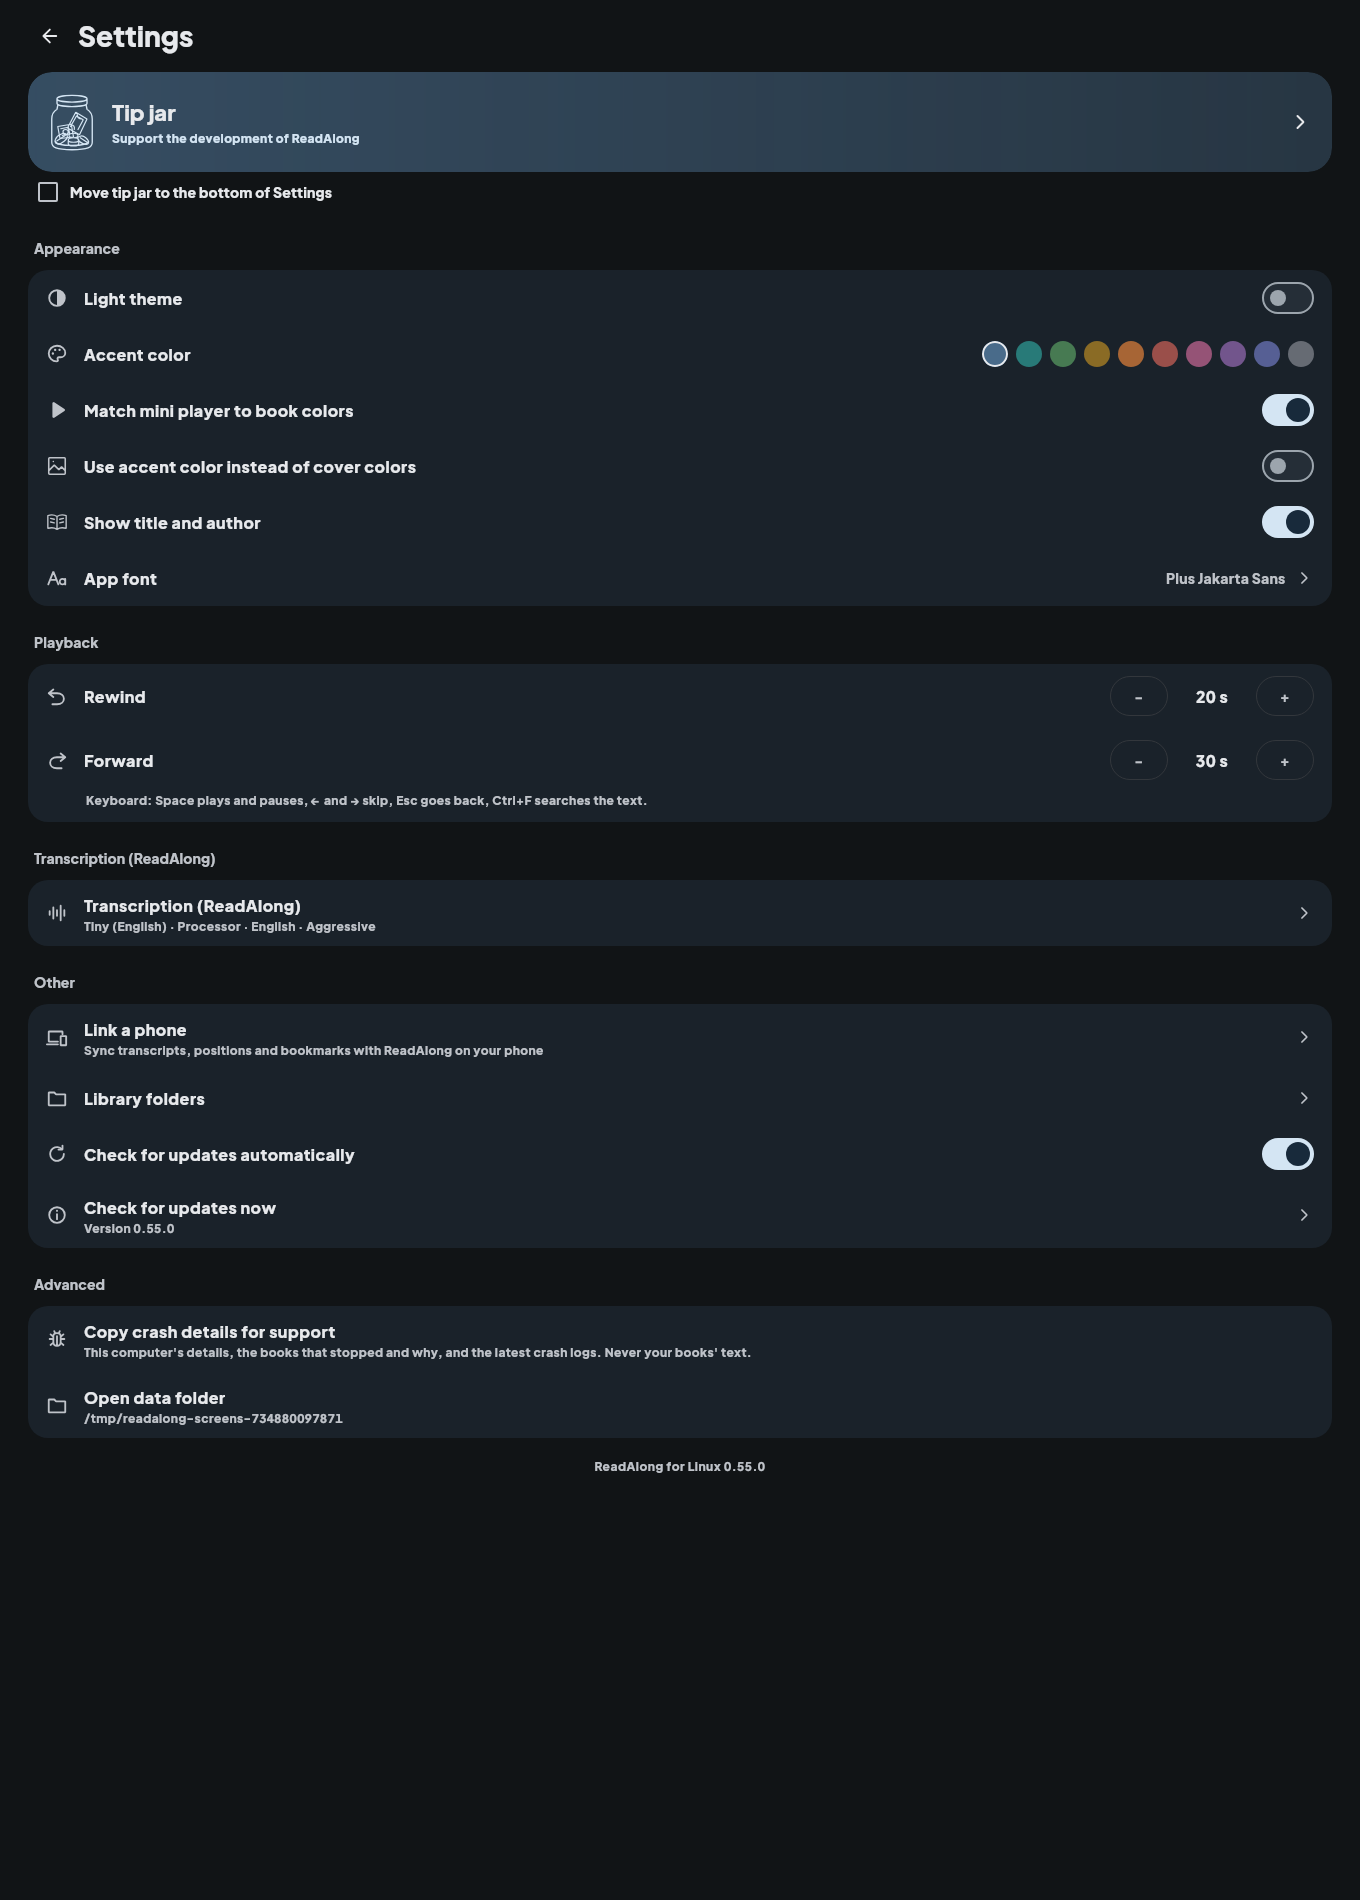 Settings
Tip jar
Support the development of ReadAlong
Move tip jar to the bottom of Settings
Appearance
Light theme
Accent color
Match mini player to book colors
Use accent color instead of cover colors
Show title and author
Aa App font Plus Jakarta Sans
Playback
Rewind - 20 s +
Forward - 30 s +
Keyboard: Space plays and pauses, ← and → skip, Esc goes back, Ctrl+F searches the text.
Transcription (ReadAlong)
Transcription (ReadAlong)
Tiny (English) · Processor · English · Aggressive
Other
Link a phone
Sync transcripts, positions and bookmarks with ReadAlong on your phone
Library folders
Check for updates automatically
Check for updates now
Version 0.55.0
Advanced
Copy crash details for support
This computer's details, the books that stopped and why, and the latest crash logs. Never your books' text.
Open data folder
/tmp/readalong-screens-734880097871
ReadAlong for Linux 0.55.0